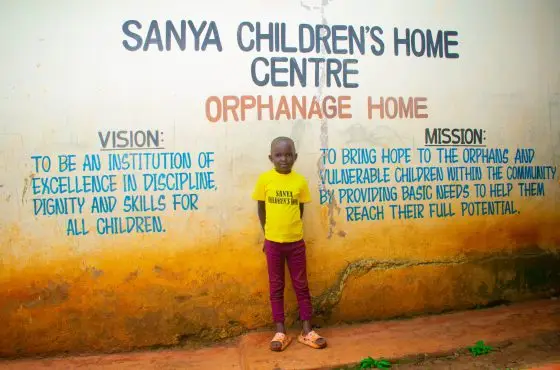 SANYA CHILDREN'S HOME
CENTRE
ORPHANAGE HOME
VISION:
TO BE AN INSTITUTION OF
EXCELLENCE IN DISCIPLINE,
DIGNITY AND SKILLS FOR
ALL CHILDREN.
MISSION:
TO BRING HOPE TO THE ORPHANS AND
VULNERABLE CHILDREN WITHIN THE COMMUNITY
BY PROVIDING BASIC NEEDS TO HELP THEM
REACH THEIR FULL POTENTIAL.
SANYA
CHILDREN'S HOME